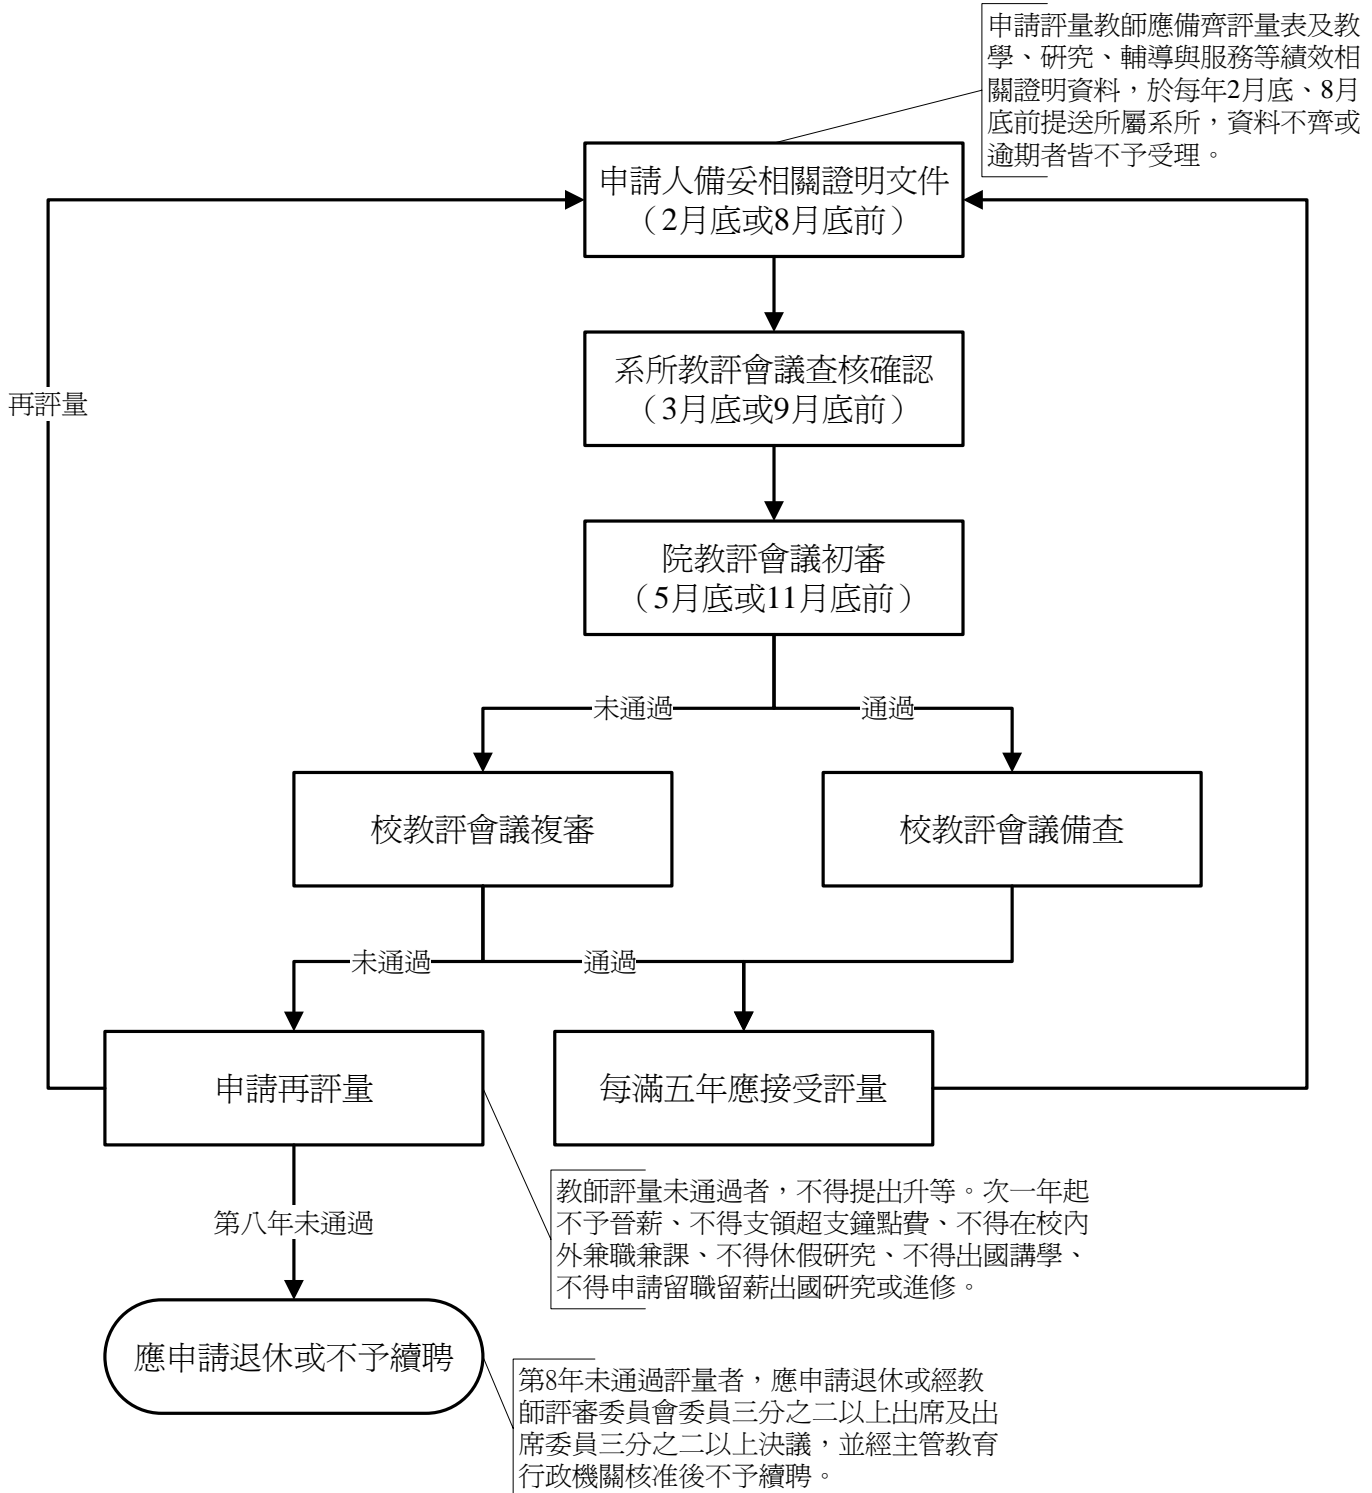 申請評量教師應備齊評量表及教
學、研究、輔導與服務等績效相
關證明資料，於每年2月底、8月
底前提送所屬系所，資料不齊或
逾期者皆不予受理。
申請人備妥相關證明文件
（2月底或8月底前）
系所教評會議查核確認
（3月底或9月底前）
再評量
院教評會議初審
（5月底或11月底前）
未通過
通過
校教評會議複審
校教評會議備查
未通過
通過
申請再評量
每滿五年應接受評量
教師評量未通過者，不得提出升等。次一年起
不予晉薪、不得支領超支鐘點費、不得在校內
外兼職兼課、不得休假研究、不得出國講學、
不得申請留職留薪出國研究或進修。
第八年未通過
應申請退休或不予續聘
第8年未通過評量者，應申請退休或經教
師評審委員會委員三分之二以上出席及出
席委員三分之二以上決議，並經主管教育
行政機關核准後不予續聘。